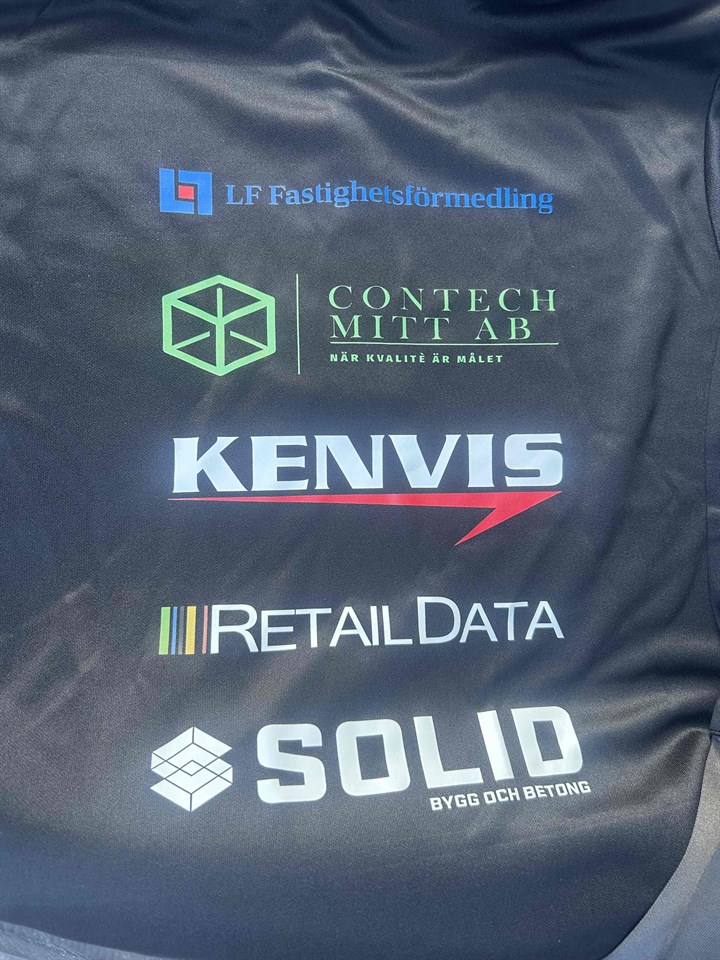 LF Fastighetsförmedling
CONTECH
MITT AB
NÄR KVALITÈ ÄR MÅLET
KENVIS
RETAILDATA
SOLID
BYGG OCH BETONG